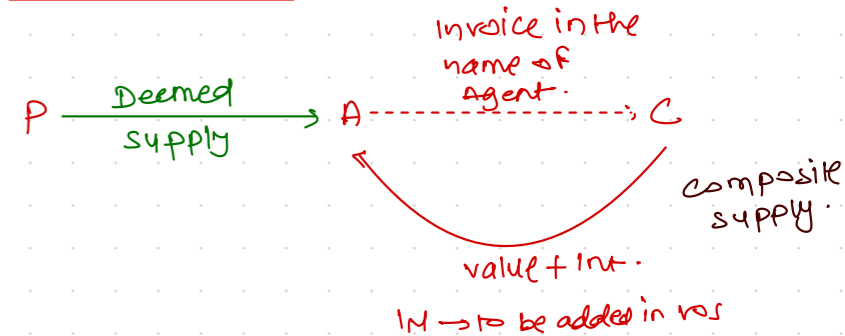 Invoice in the
name of
Agent.
P Deemed A C
supply
composite
supply.
value + Int.
Int → to be added in vos